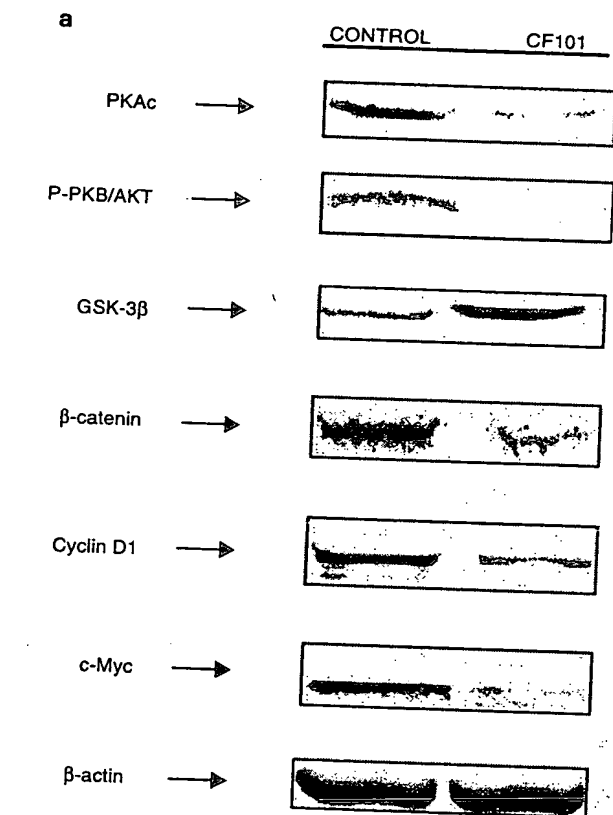 a
CONTROL CF101
PKAc
P-PKB/AKT
GSK-3β
β-catenin
Cyclin D1
c-Myc
β-actin